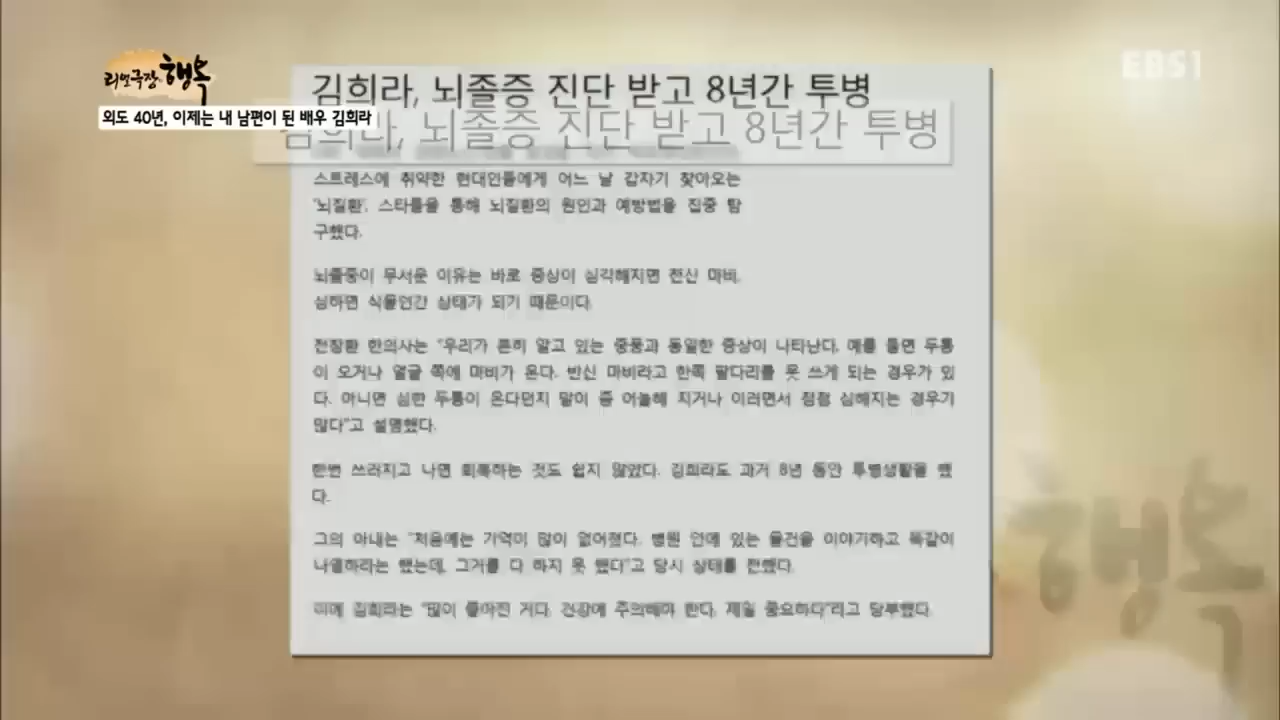 리얼극장 행복
EBS1
외도 40년, 이제는 내 남편이 된 배우 김희라
김희라, 뇌졸증 진단 받고 8년간 투병
김희라, 뇌졸증 진단 받고 8년간 투병
스트레스에 취약한 현대인들에게 어느 날 갑자기 찾아오는
'뇌질환'. 스타들을 통해 뇌질환의 원인과 예방법을 집중 탐
구했다.
뇌졸중이 무서운 이유는 바로 증상이 심각해지면 전신 마비,
심하면 식물인간 상태가 되기 때문이다.
전창환 한의사는 "우리가 흔히 알고 있는 중풍과 동일한 증상이 나타난다. 예를 들면 두통
이 오거나 얼굴 쪽에 마비가 온다. 반신 마비라고 한쪽 팔다리를 못 쓰게 되는 경우가 있
다. 아니면 심한 두통이 온다던지 말이 좀 어눌해 지거나 이러면서 점점 심해지는 경우가
많다"고 설명했다.
한번 쓰러지고 나면 회복하는 것도 쉽지 않았다. 김희라도 과거 8년 동안 투병생활을 했
다.
그의 아내는 "처음에는 기억이 많이 없어졌다. 병원 안에 있는 물건을 이야기하고 똑같이
나열하라는 했는데, 그거를 다 하지 못 했다"고 당시 상태를 전했다.
이에 김희라는 "많이 좋아진 거다. 건강에 주의해야 한다. 제일 중요하다"라고 당부했다.
행복